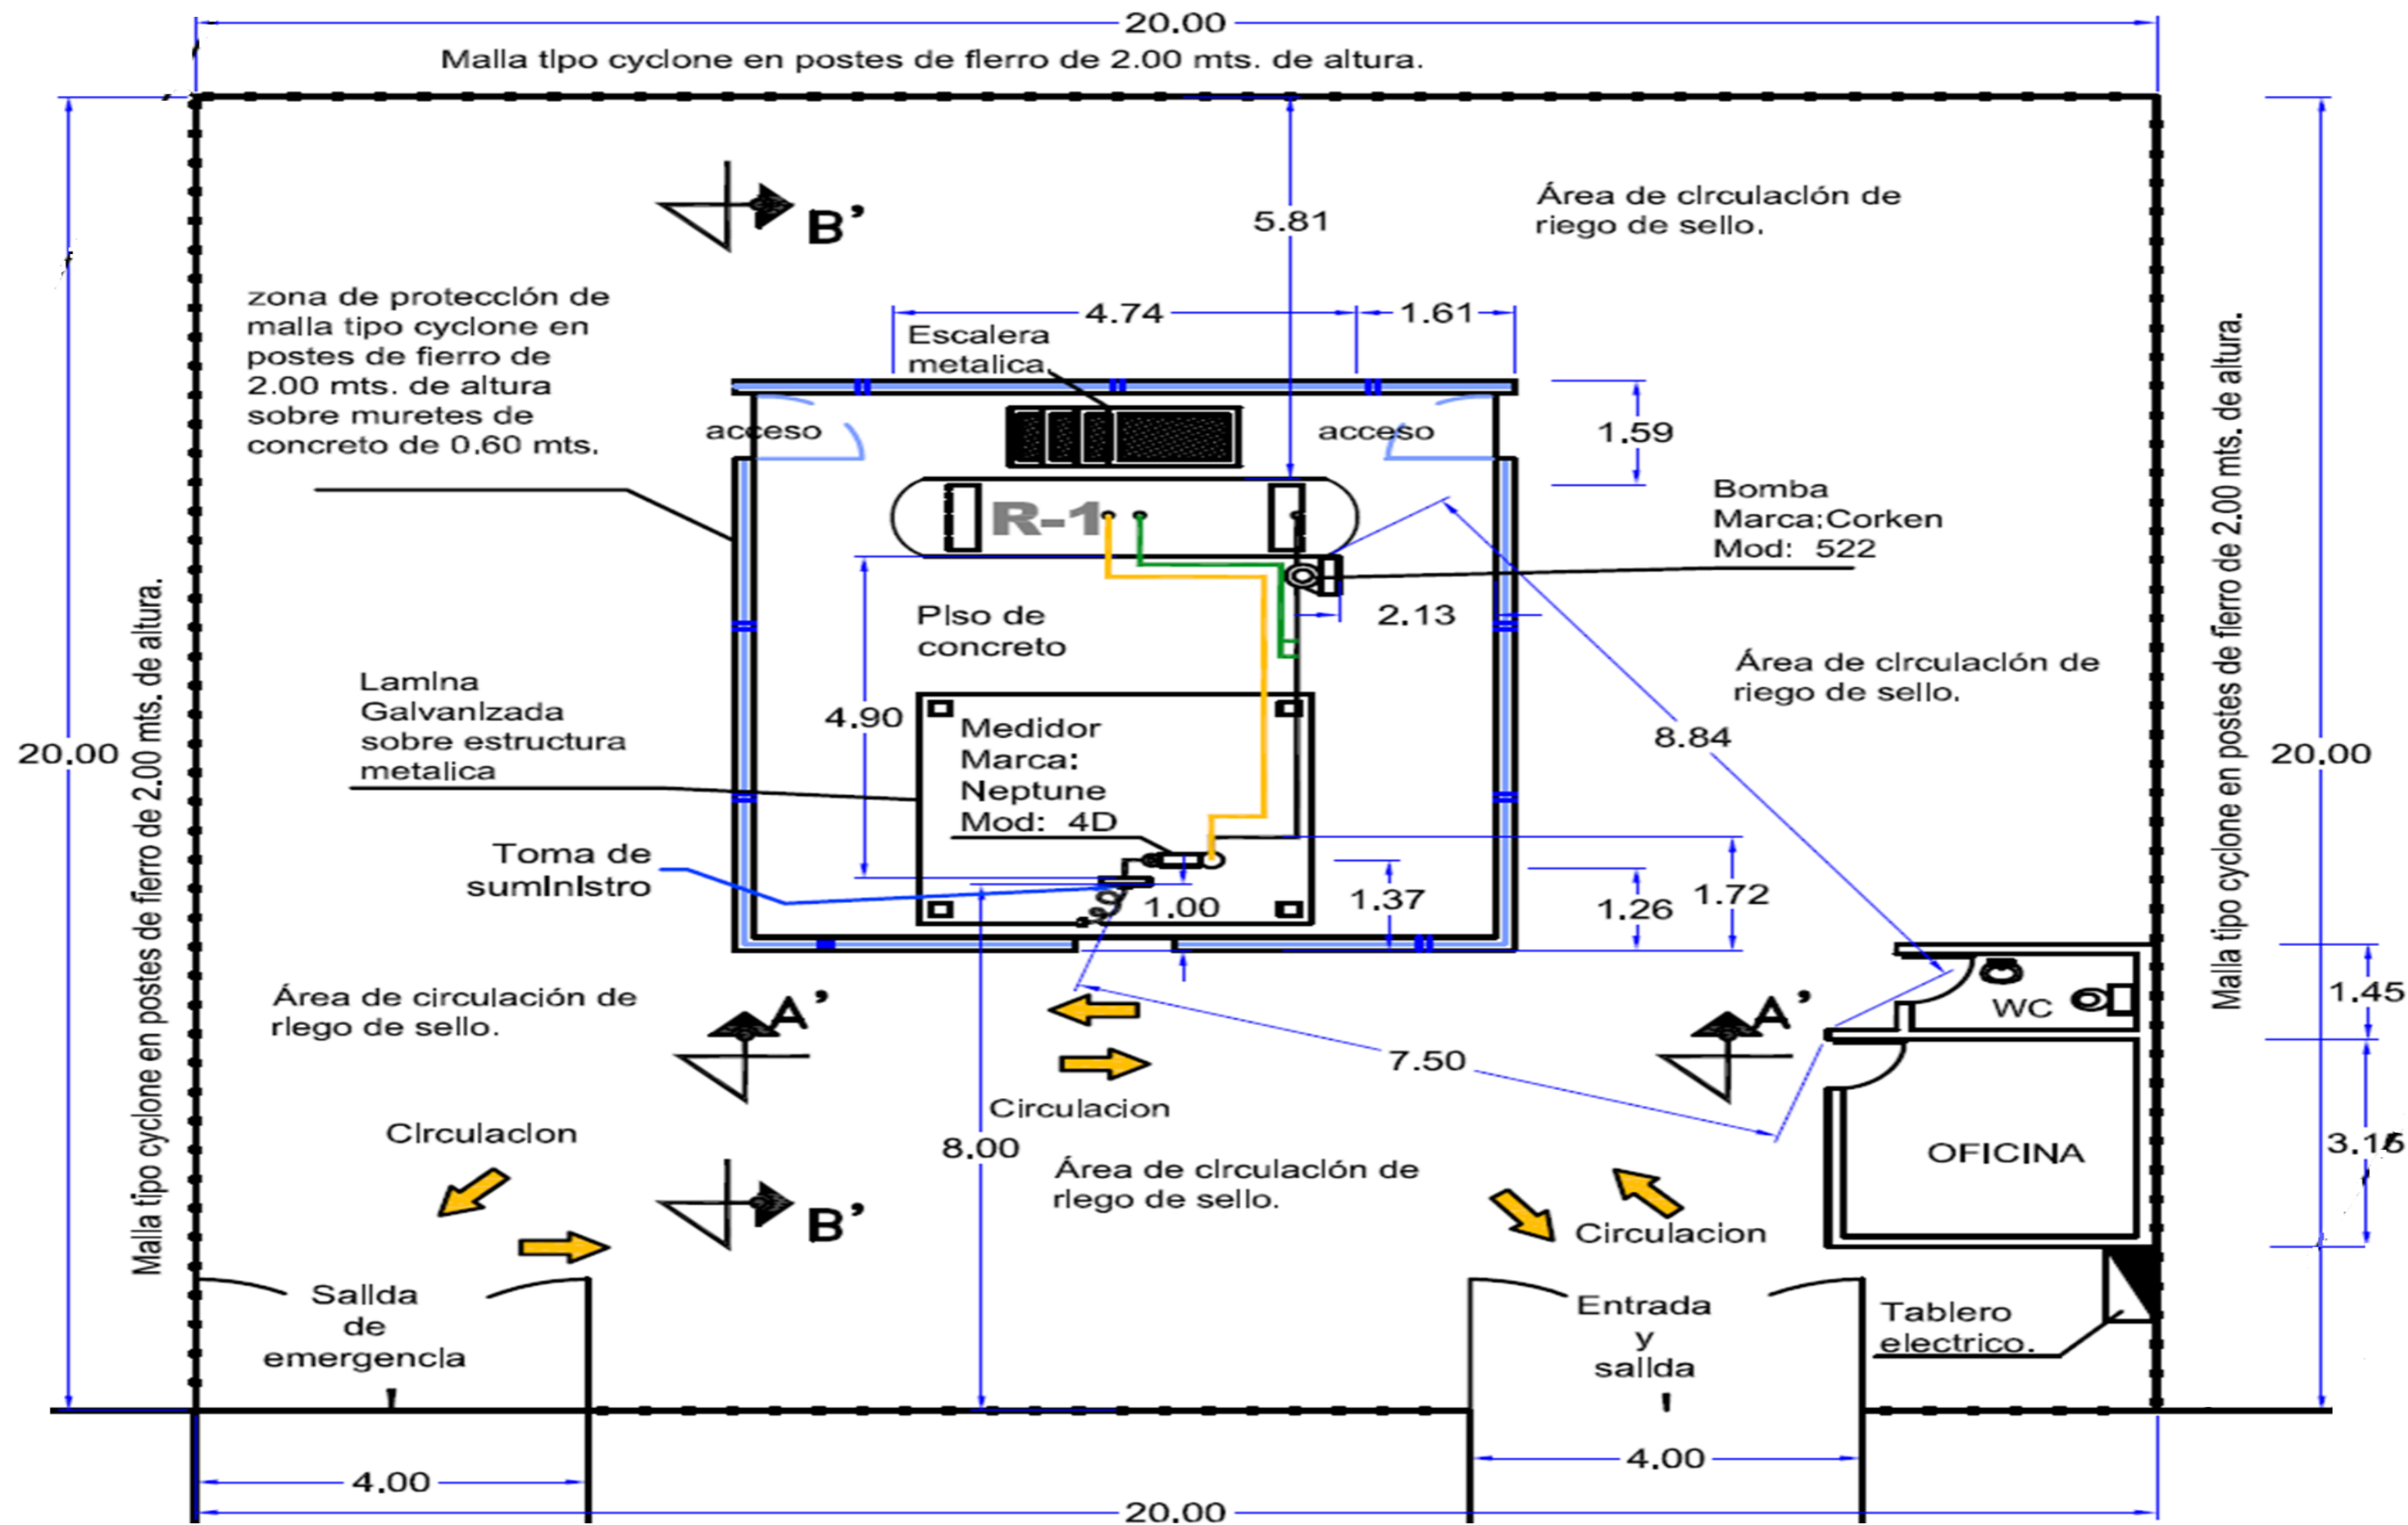 20.00
Malla tipo cyclone en postes de fierro de 2.00 mts. de altura.
B’
5.81
Área de circulación de
riego de sello.
zona de protección de
malla tipo cyclone en
postes de fierro de
2.00 mts. de altura
sobre muretes de
concreto de 0.60 mts.
4.74
1.61
Escalera
metalica
acceso
acceso
1.59
R-1
Bomba
Marca:Corken
Mod: 522
Malla tipo cyclone en postes de fierro de 2.00 mts. de altura.
Malla tipo cyclone en postes de fierro de 2.00 mts. de altura.
Piso de
concreto
2.13
Área de circulación de
riego de sello.
Lamina
Galvanizada
sobre estructura
metalica
4.90
Medidor
Marca:
Neptune
Mod: 4D
8.84
20.00
20.00
Toma de
suministro
1.00
1.37
1.26
1.72
Área de circulación de
riego de sello.
A’
A’
WC
1.45
7.50
Circulacion
Circulacion
8.00
Área de circulación de
riego de sello.
OFICINA
3.15
B’
Circulacion
Salida
de
emergencia
Entrada
y
salida
Tablero
electrico.
4.00
4.00
20.00